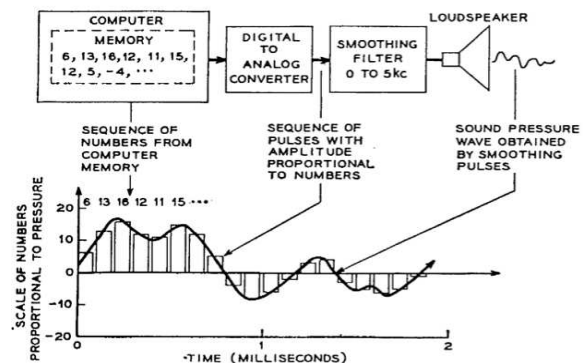 COMPUTER
MEMORY
6, 13, 16, 12, 11, 15,
12, 5, -4, ...
DIGITAL
TO
ANALOG
CONVERTER
SMOOTHING
FILTER
0 TO 5kc
LOUDSPEAKER
SEQUENCE OF
NUMBERS FROM
COMPUTER
MEMORY
SEQUENCE OF
PULSES WITH
AMPLITUDE
PROPORTIONAL
TO NUMBERS
SOUND PRESSURE
WAVE OBTAINED
BY SMOOTHING
PULSES
SCALE OF NUMBERS
PROPORTIONAL TO PRESSURE
6 13 16 12 11 15 ...
20
10
0
-10
-20
0
1
2
TIME (MILLISECONDS)